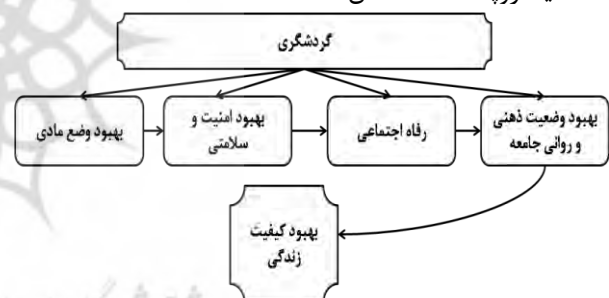 گردشگری
بهبود وضعیت ذهنی
و روانی جامعه
رفاه اجتماعی
بهبود امنیت و
سلامتی
بهبود وضع مادی
بهبود کیفیت
زندگی